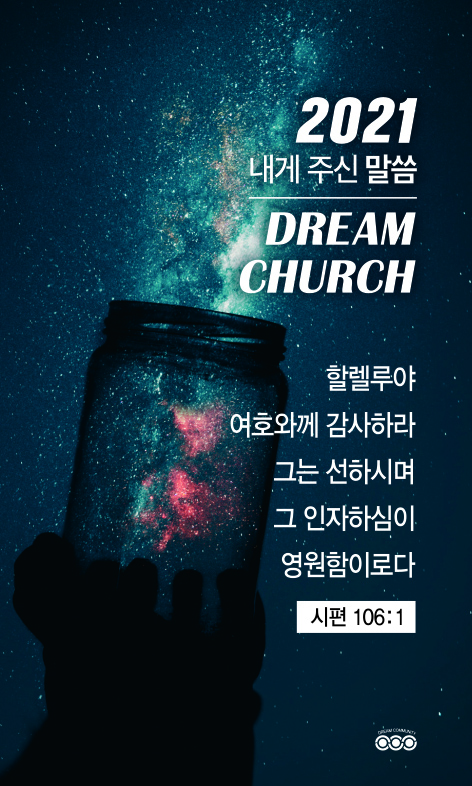 2021
내게 주신 말씀
DREAM
CHURCH
할렐루야
여호와께 감사하라
그는 선하시며
그 인자하심이
영원함이로다
시편 106:1
DREAM COMMUNITY